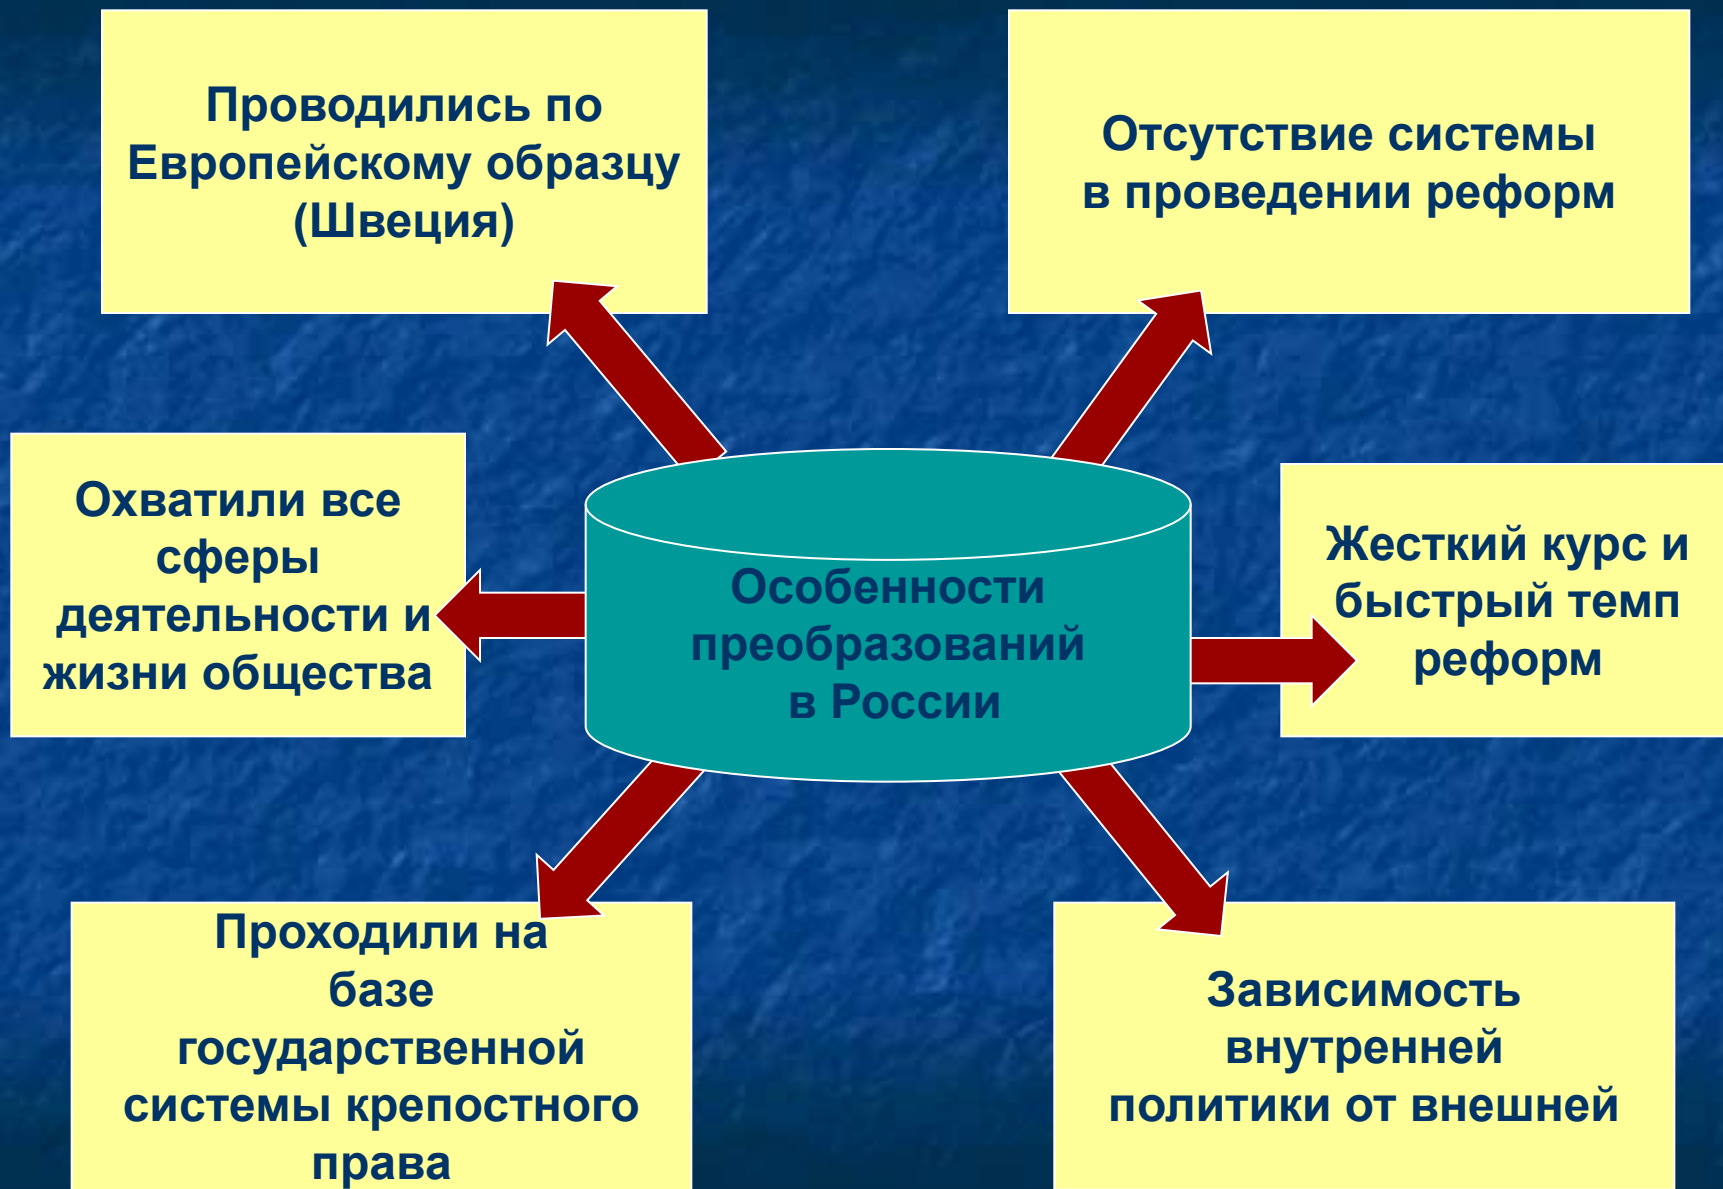 Проводились по
Европейскому образцу
(Швеция)
Отсутствие системы
в проведении реформ
Охватили все
сферы
деятельности и
жизни общества
Особенности
преобразований
в России
Жесткий курс и
быстрый темп
реформ
Проходили на
базе
государственной
системы крепостного
права
Зависимость
внутренней
политики от внешней